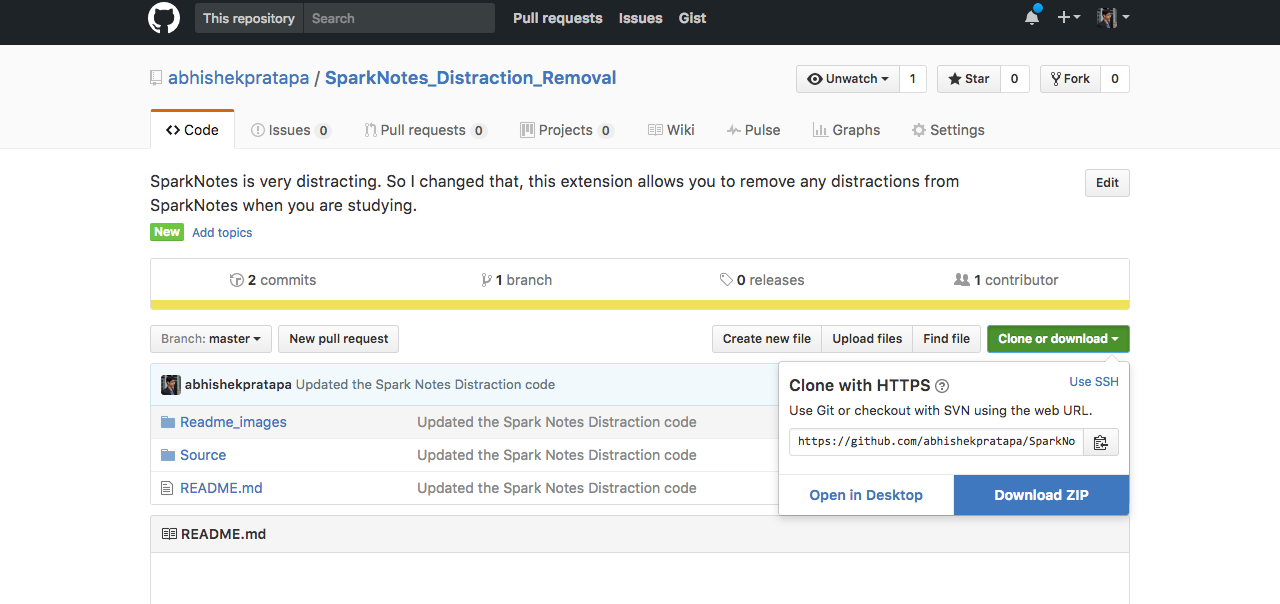 This repository Search Pull requests Issues Gist
abhishekpratapa / SparkNotes_Distraction_Removal Unwatch 1 Star 0 Fork 0
Code Issues 0 Pull requests 0 Projects 0 Wiki Pulse Graphs Settings
SparkNotes is very distracting. So I changed that, this extension allows you to remove any distractions from
SparkNotes when you are studying.
Edit
New Add topics
2 commits 1 branch 0 releases 1 contributor
Branch: master New pull request Create new file Upload files Find file Clone or download
abhishekpratapa Updated the Spark Notes Distraction code
Readme_images Updated the Spark Notes Distraction code
Source Updated the Spark Notes Distraction code
README.md Updated the Spark Notes Distraction code
Clone with HTTPS ? Use SSH
Use Git or checkout with SVN using the web URL.
https://github.com/abhishekpratapa/SparkNo
Open in Desktop Download ZIP
README.md